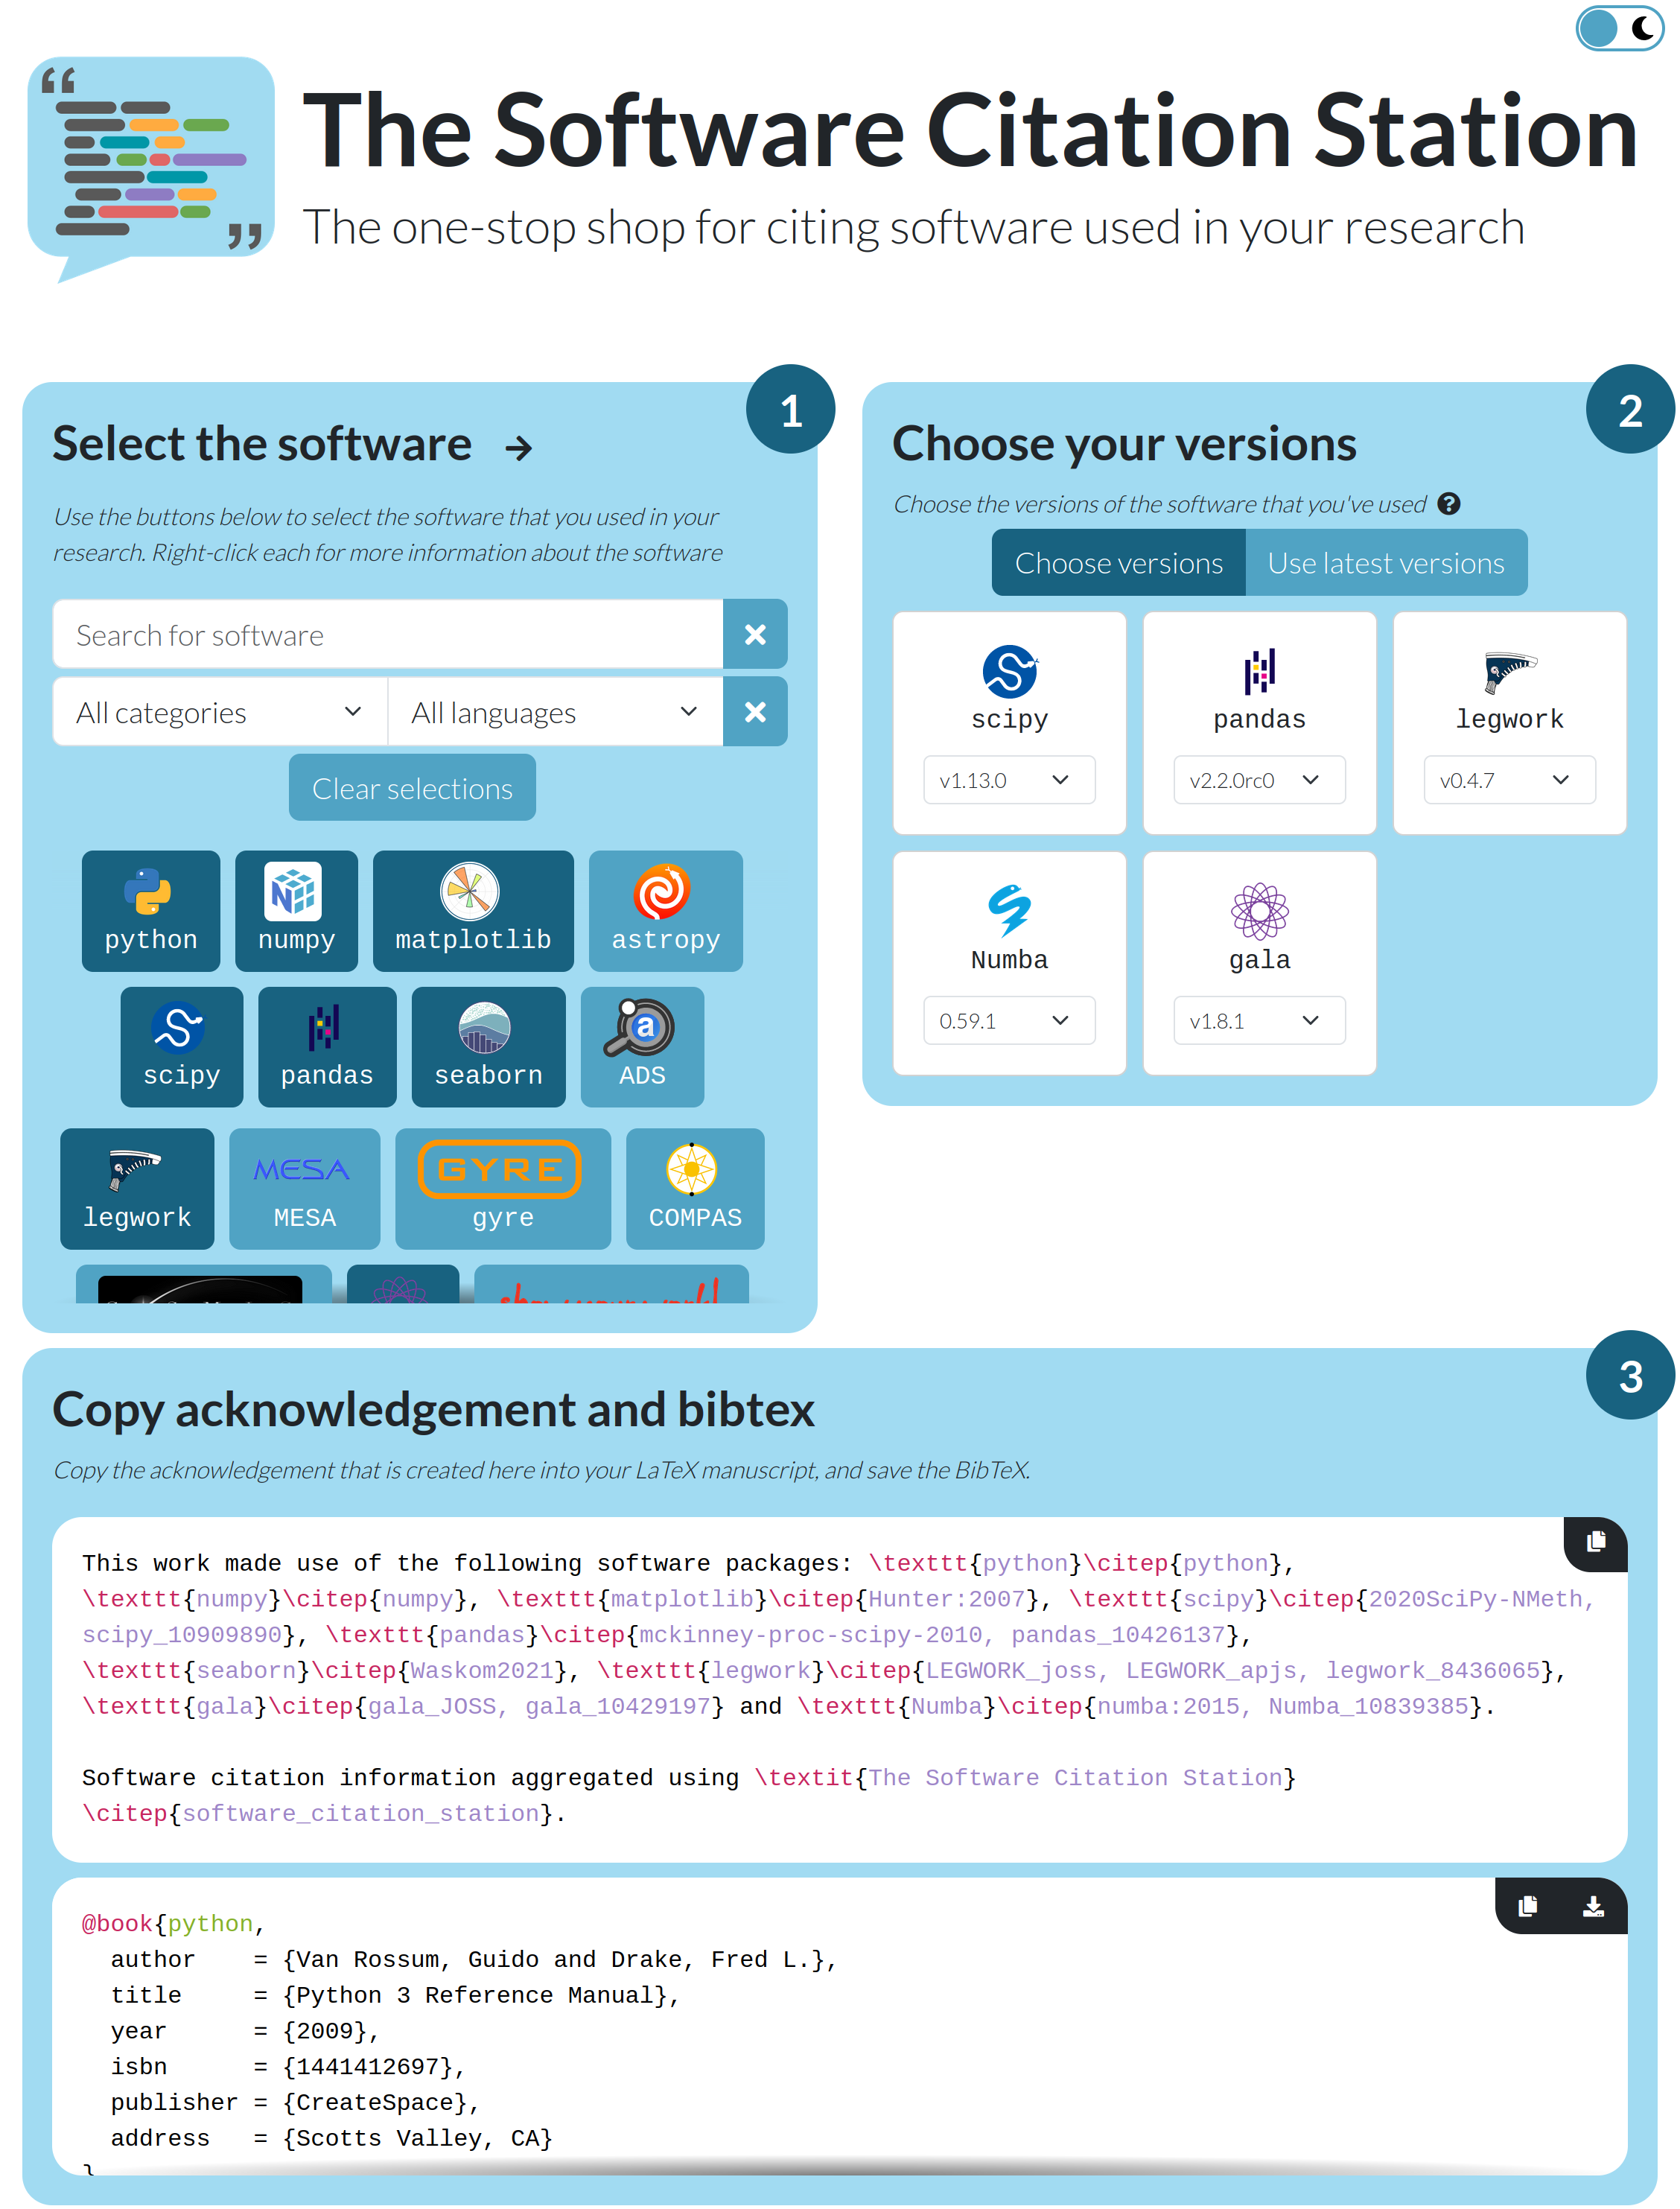 The Software Citation Station
The one-stop shop for citing software used in your research
1
Select the software
Use the buttons below to select the software that you used in your
research. Right-click each for more information about the software
Search for software
All categories
All languages
Clear selections
python
numpy
matplotlib
astropy
scipy
pandas
seaborn
a
ADS
legwork
MESA
MESA
GYRE
gyre
COMPAS
2
Choose your versions
Choose the versions of the software that you've used ?
Choose versions
Use latest versions
scipy
pandas
legwork
v1.13.0
v2.2.0rc0
v0.4.7
Numba
gala
0.59.1
v1.8.1
3
Copy acknowledgement and bibtex
Copy the acknowledgement that is created here into your LaTeX manuscript, and save the BibTeX.
This work made use of the following software packages: \texttt{python}\citep{python},
\texttt{numpy}\citep{numpy}, \texttt{matplotlib}\citep{Hunter:2007}, \texttt{scipy}\citep{2020SciPy-NMeth,
scipy_10909890}, \texttt{pandas}\citep{mckinney-proc-scipy-2010, pandas_10426137},
\texttt{seaborn}\citep{Waskom2021}, \texttt{legwork}\citep{LEGWORK_joss, LEGWORK_apjs, legwork_8436065},
\texttt{gala}\citep{gala_JOSS, gala_10429197} and \texttt{Numba}\citep{numba:2015, Numba_10839385}.
Software citation information aggregated using \textit{The Software Citation Station}
\citep{software_citation_station}.
@book{python,
  author    = {Van Rossum, Guido and Drake, Fred L.},
  title     = {Python 3 Reference Manual},
  year      = {2009},
  isbn      = {1441412697},
  publisher = {CreateSpace},
  address   = {Scotts Valley, CA}
}